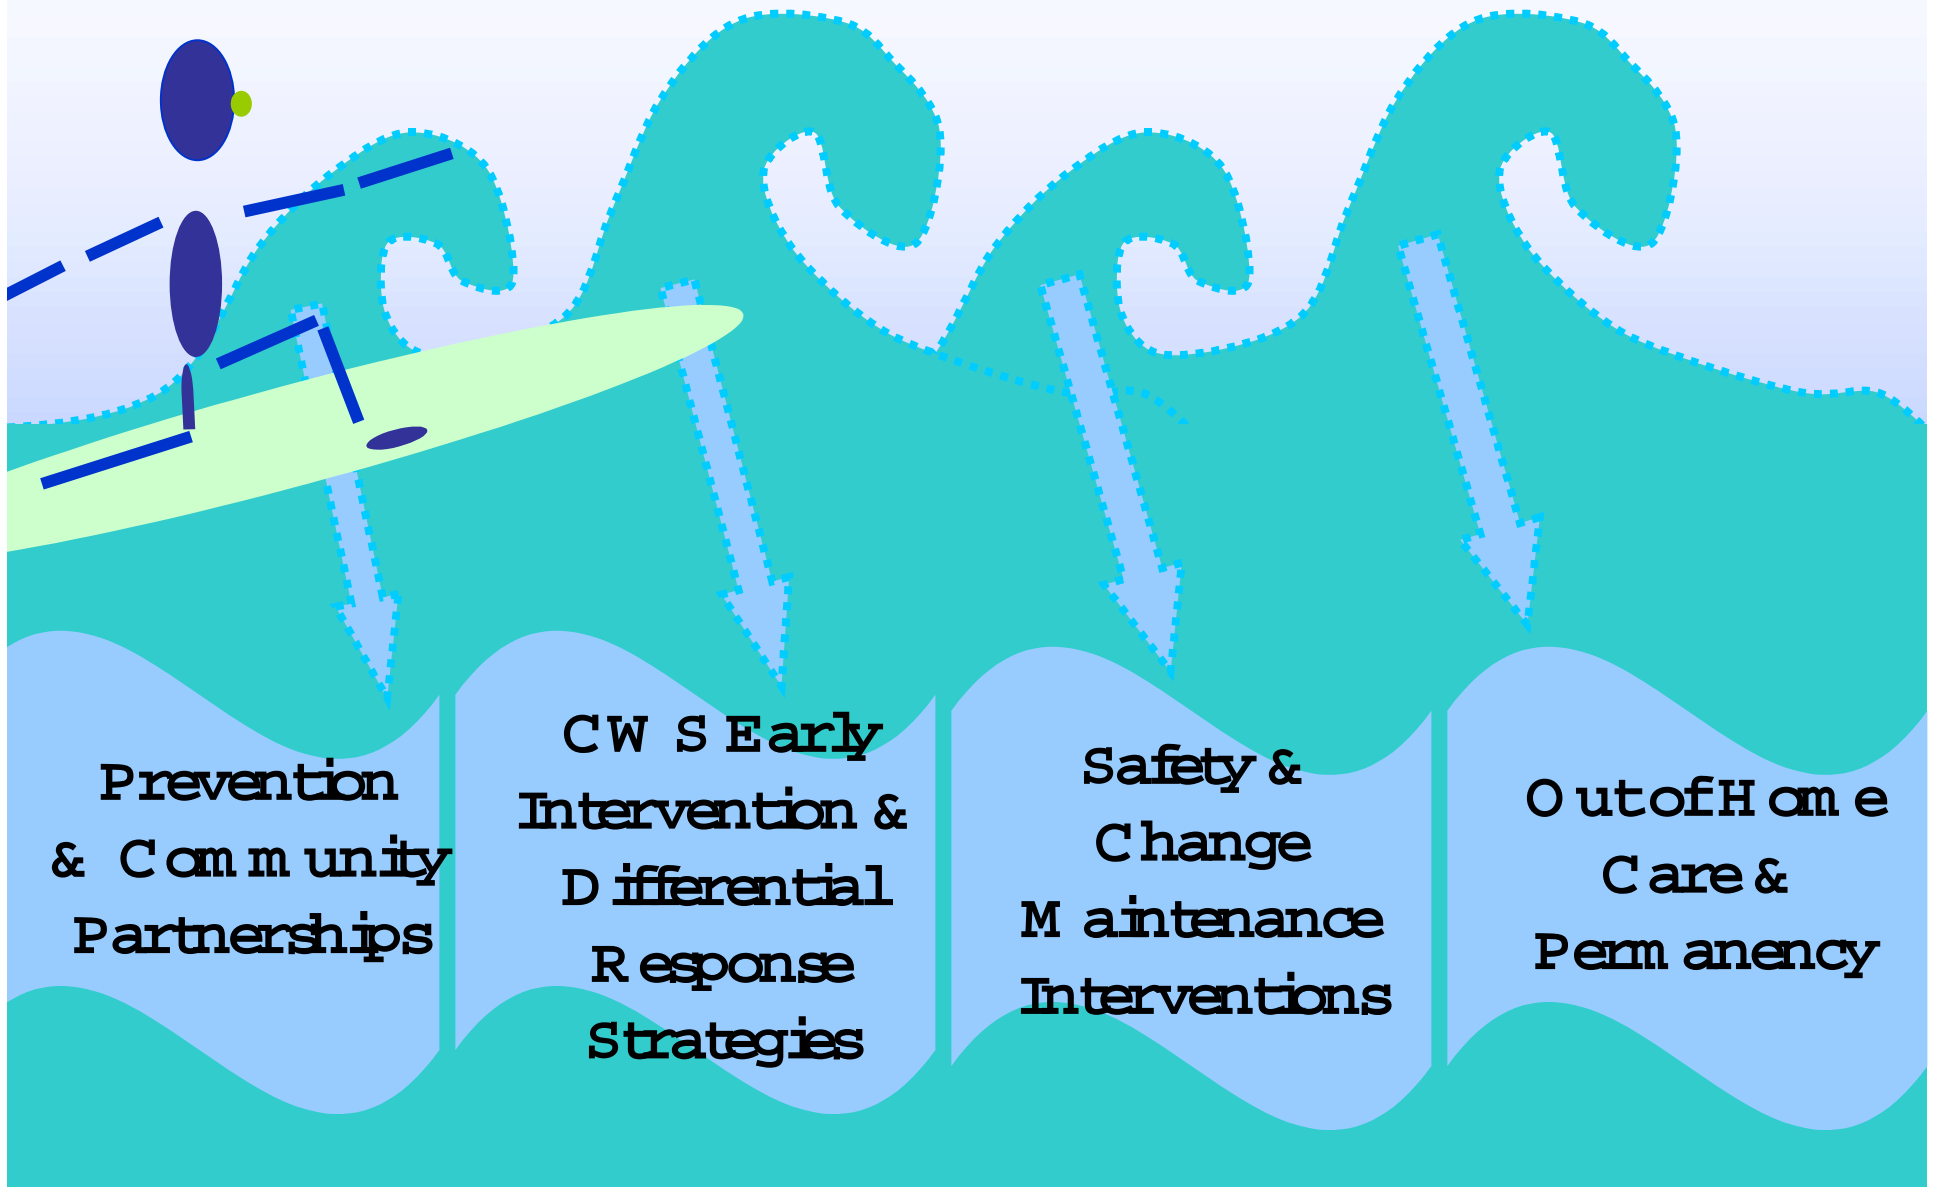 Prevention
& Community
Partnerships
CWS Early
Intervention &
Differential
Response
Strategies
Safety &
Change
Maintenance
Interventions
Out of Home
Care &
Permanency